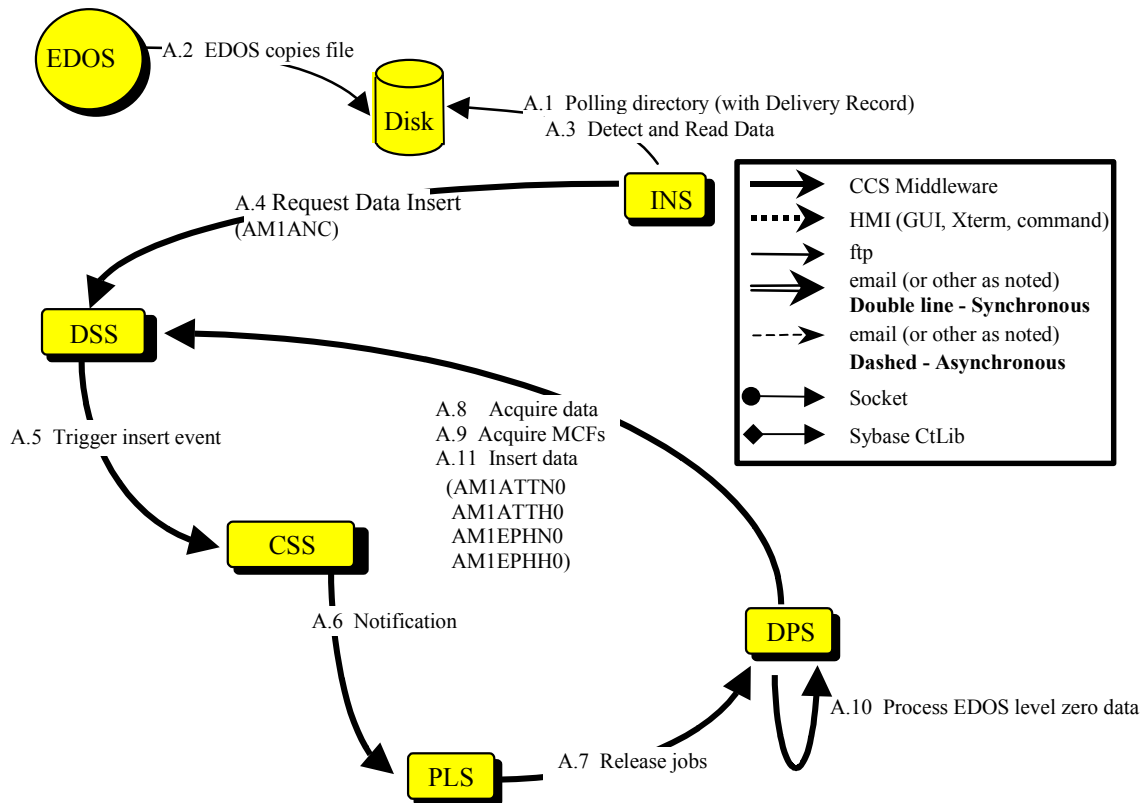 EDOS
A.2 EDOS copies file
Disk
A.1 Polling directory (with Delivery Record)
A.3 Detect and Read Data
INS
A.4 Request Data Insert
(AM1ANC)
DSS
A.5 Trigger insert event
CSS
A.6 Notification
PLS
A.7 Release jobs
A.8 Acquire data
A.9 Acquire MCFs
A.11 Insert data
(AM1ATTN0
AM1ATTH0
AM1EPHN0
AM1EPHH0)
DPS
A.10 Process EDOS level zero data
CCS Middleware
HMI (GUI, Xterm, command)
ftp
email (or other as noted)
Double line - Synchronous
email (or other as noted)
Dashed - Asynchronous
Socket
Sybase CtLib